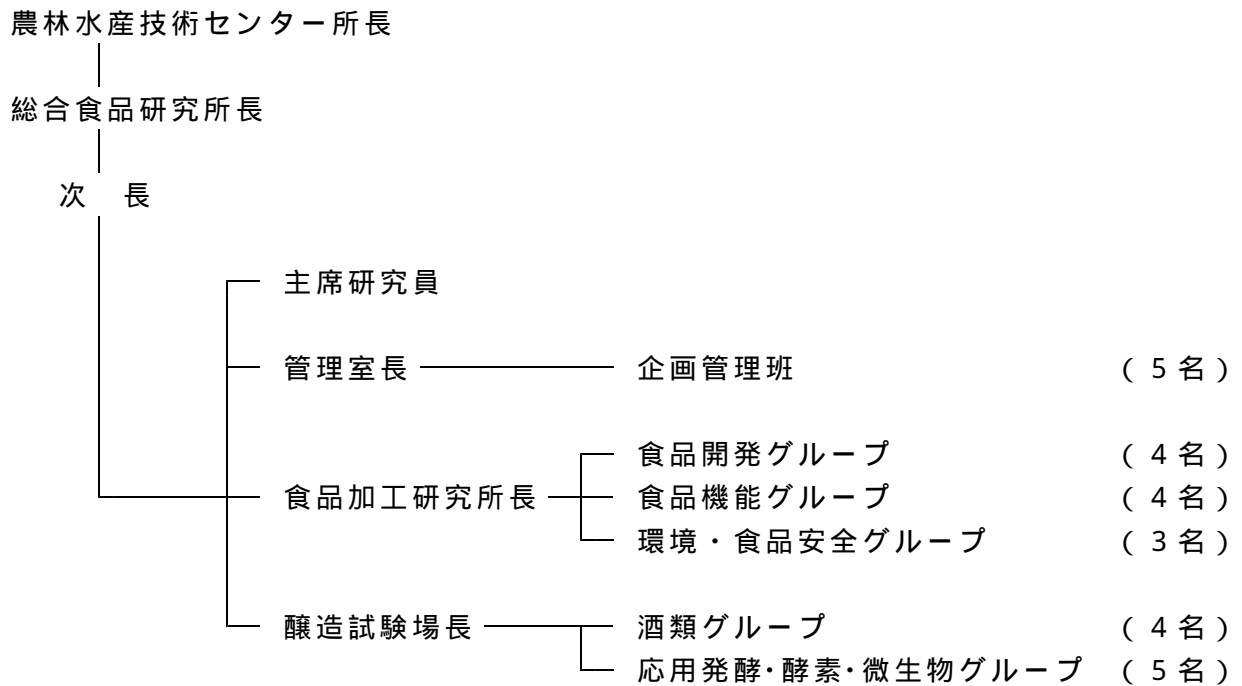 農林水産技術センター所長
総合食品研究所長
次 長
主席研究員
管理室長 企画管理班 (5名)
食品開発グループ (4名)
食品加工研究所長 食品機能グループ (4名)
環境・食品安全グループ (3名)
醸造試験場長 酒類グループ (4名)
応用発酵・酵素・微生物グループ (5名)